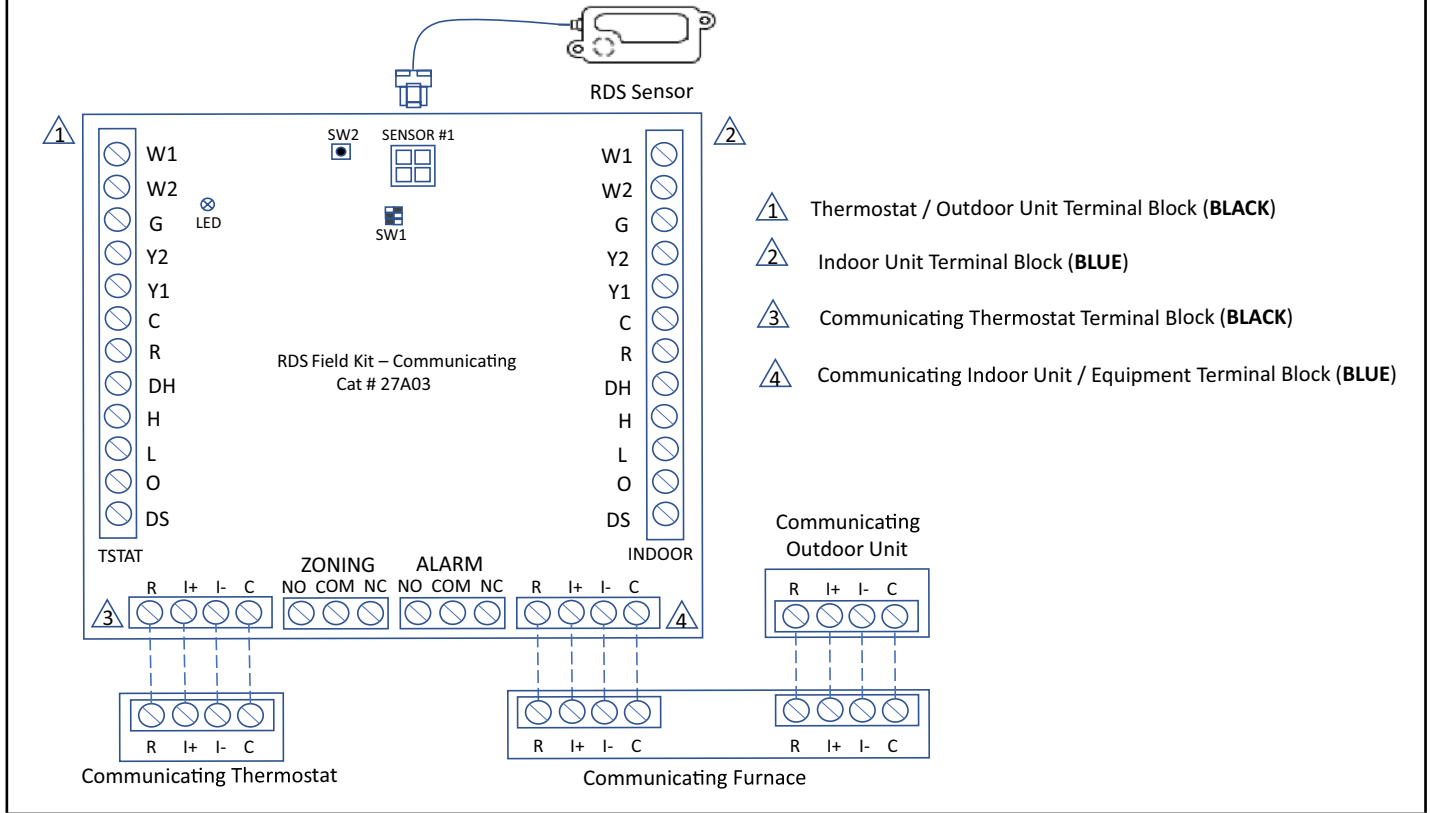 RDS Sensor
1
2
SW2
SENSOR #1
W1
W2
G
Y2
Y1
C
R
DH
H
L
O
DS
TSTAT
LED
SW1
RDS Field Kit – Communicating
Cat # 27A03
W1
W2
G
Y2
Y1
C
R
DH
H
L
O
DS
INDOOR
1 Thermostat / Outdoor Unit Terminal Block (BLACK)
2 Indoor Unit Terminal Block (BLUE)
3 Communicating Thermostat Terminal Block (BLACK)
4 Communicating Indoor Unit / Equipment Terminal Block (BLUE)
ZONING
ALARM
R I+ I- C
NO COM NC
NO COM NC
R I+ I- C
3
4
Communicating
Outdoor Unit
R I+ I- C
R I+ I- C
Communicating Thermostat
R I+ I- C
R I+ I- C
Communicating Furnace